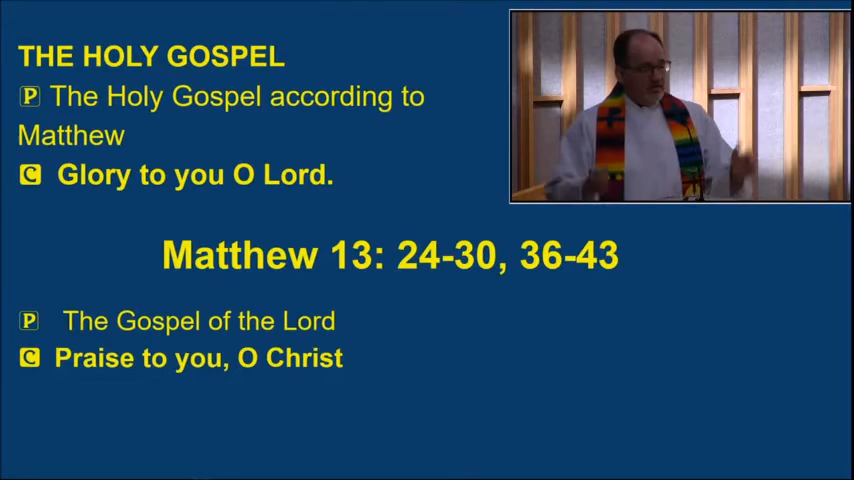 THE HOLY GOSPEL
P The Holy Gospel according to
Matthew
C Glory to you O Lord.
Matthew 13: 24-30, 36-43
P The Gospel of the Lord
C Praise to you, O Christ